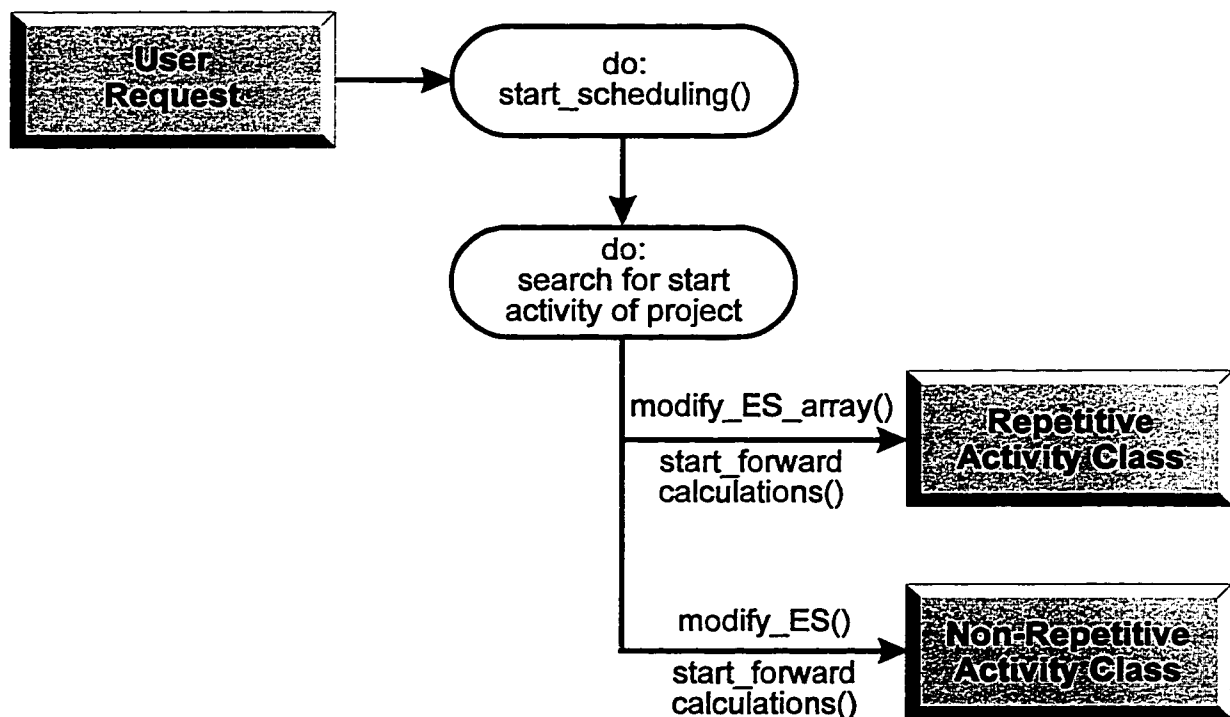 User
Request
do:
start_scheduling()
do:
search for start
activity of project
modify_ES_array()
start_forward
calculations()
Repetitive
Activity Class
modify_ES()
start_forward
calculations()
Non-Repetitive
Activity Class